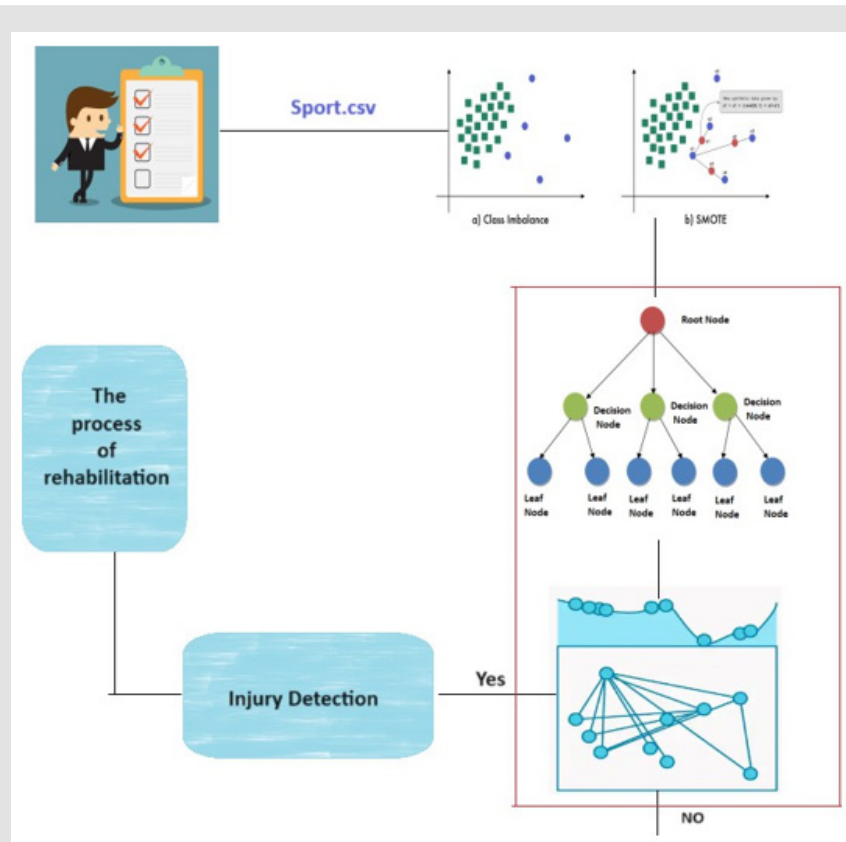 Sport.csv
a) Class Imbalance
b) SMOTE
Root Node
Decision
Node
Decision
Node
Decision
Node
Leaf
Node
Leaf
Node
Leaf
Node
Leaf
Node
Leaf
Node
Leaf
Node
The
process
of
rehabilitation
Injury Detection
Yes
NO